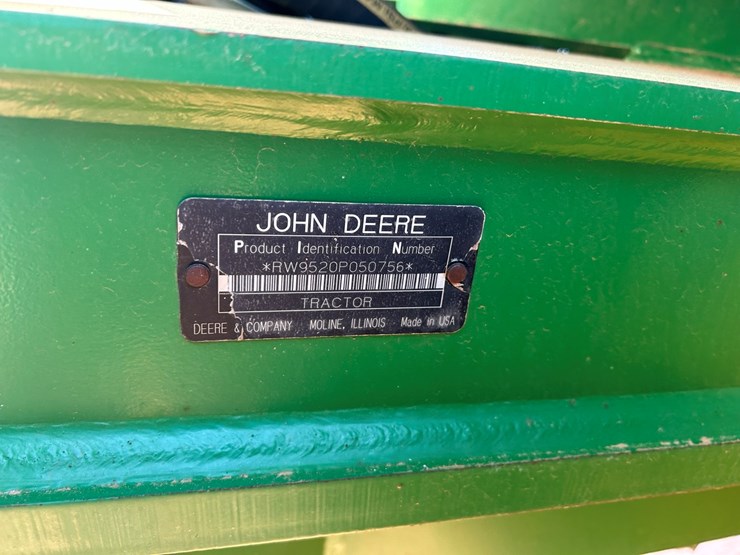 JOHN DEERE
Product Identification Number
*RW9520P050756*
TRACTOR
DEERE & COMPANY MOLINE, ILLINOIS Made in USA